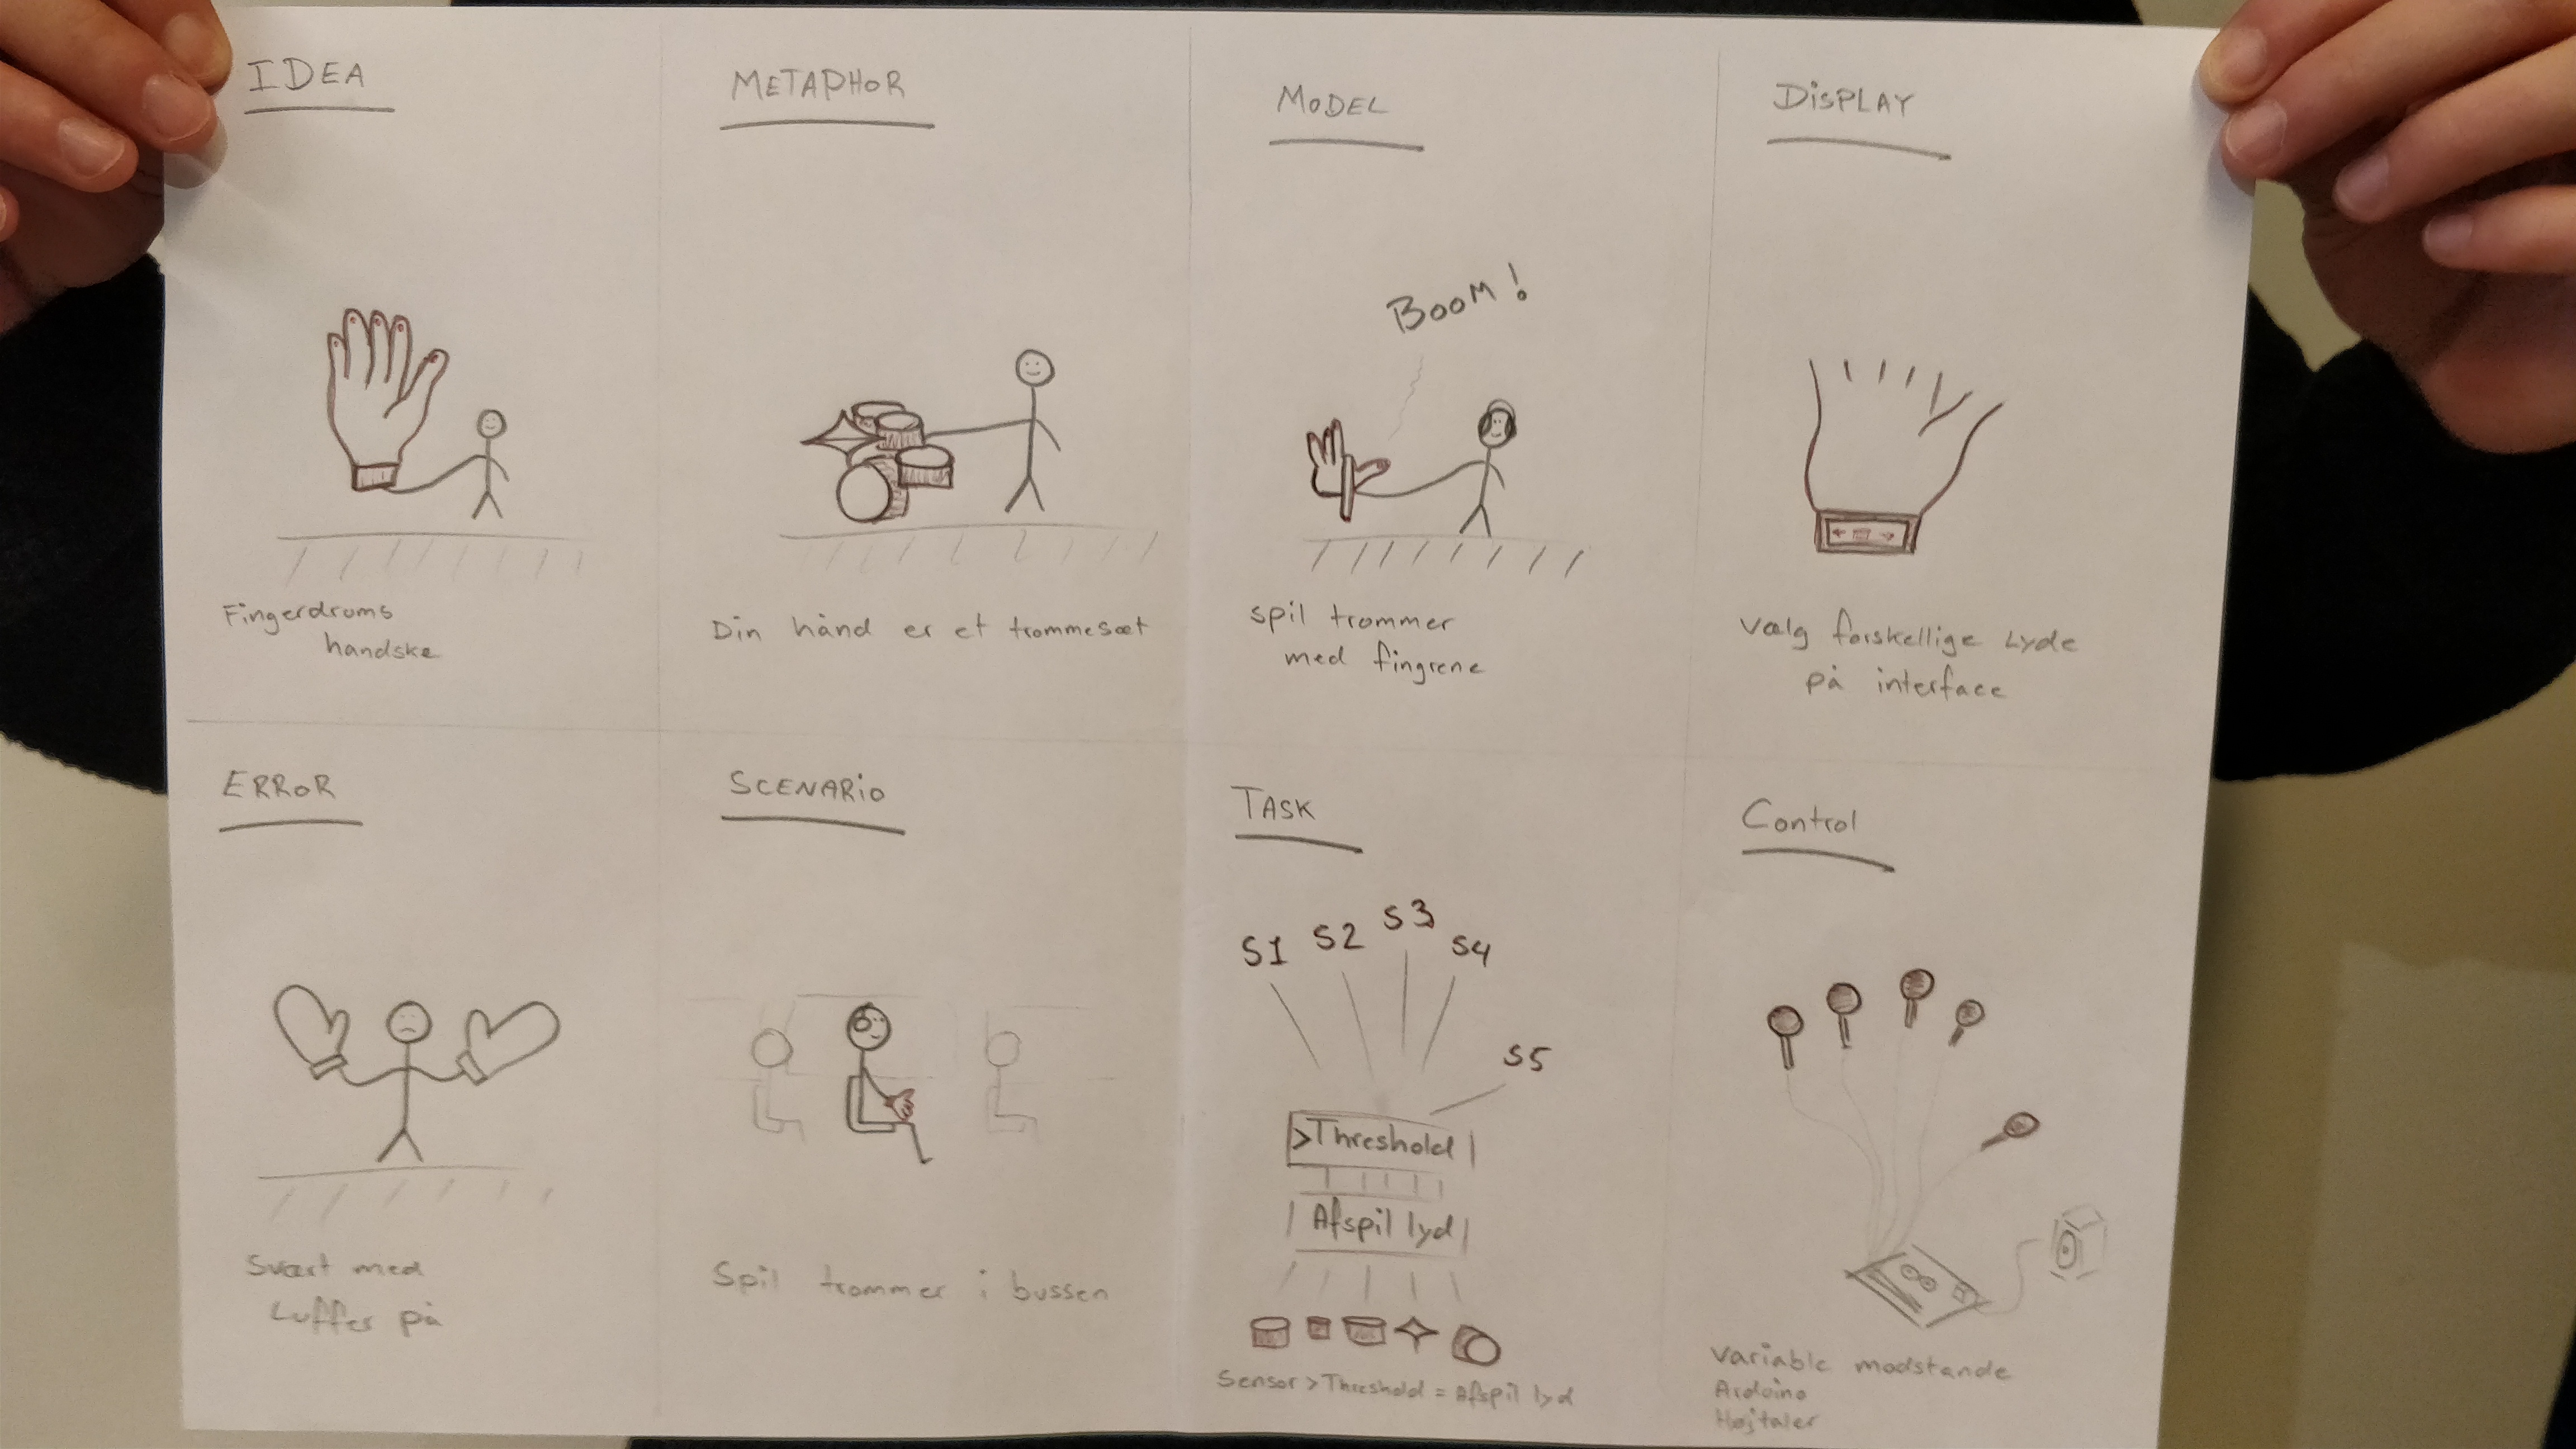 IDEA
Fingerdrums
handske
METAPHOR
Din hånd er et trommesæt
MODEL
BOOM!
spil trommer
med fingrene
DiSPLAY
Vælg forskellige Lyde
på interface
ERROR
Svært med
Luffer på
SCENARiO
Spil trommer i bussen
TASK
S1 S2 S3 S4
S5
>Threshold
Afspil lyd
Sensor > Threshold = Afspil lyd
Control
Variable modstande
Arduino
Højtaler